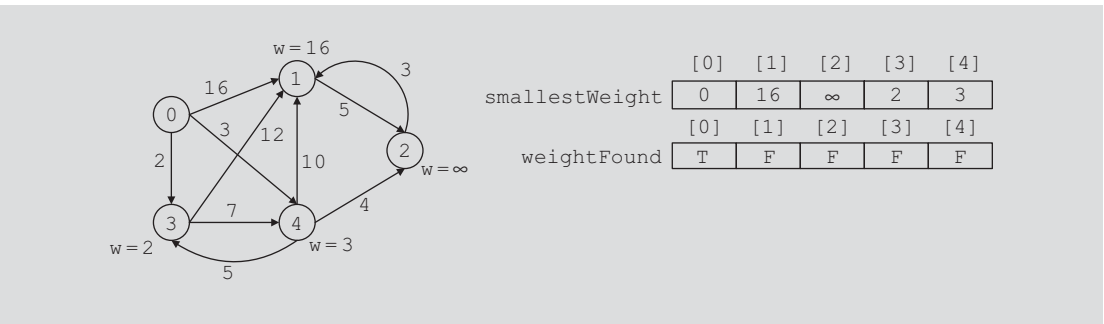 w = 16
1
16
3
5
0
3
12
2
10
2
w = ∞
4
7
3
4
w = 2
w = 3
5
[0] [1] [2] [3] [4]
smallestWeight 0 16 ∞ 2 3
[0] [1] [2] [3] [4]
weightFound T F F F F